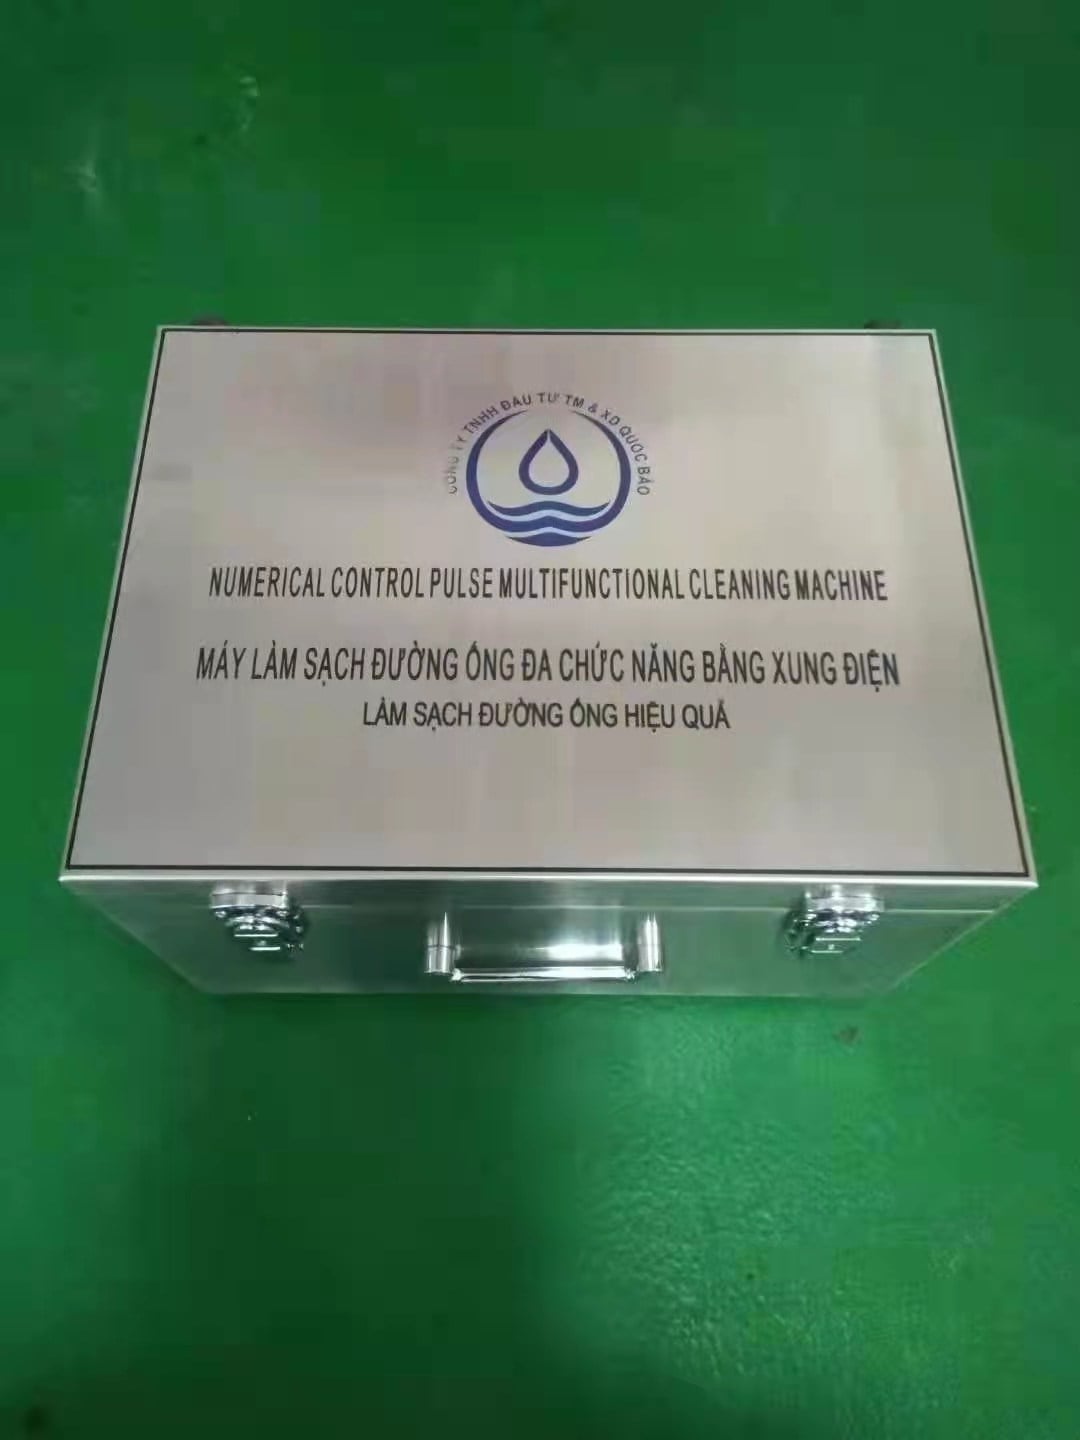 CÔNG TY TNHH ĐẦU TƯ TM & XD QUỐC BẢO
NUMERICAL CONTROL PULSE MULTIFUNCTIONAL CLEANING MACHINE
MÁY LÀM SẠCH ĐƯỜNG ỐNG ĐA CHỨC NĂNG BẰNG XUNG ĐIỆN
LÀM SẠCH ĐƯỜNG ỐNG HIỆU QUẢ